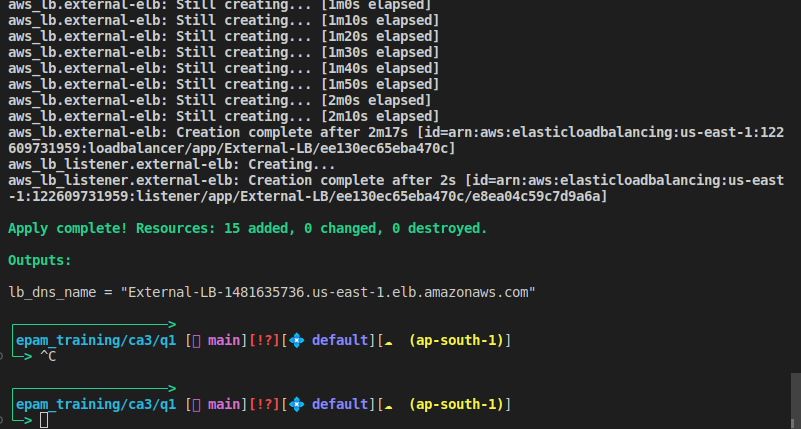 aws_lb.external-elb: Still creating... [1m0s elapsed]
aws_lb.external-elb: Still creating... [1m10s elapsed]
aws_lb.external-elb: Still creating... [1m20s elapsed]
aws_lb.external-elb: Still creating... [1m30s elapsed]
aws_lb.external-elb: Still creating... [1m40s elapsed]
aws_lb.external-elb: Still creating... [1m50s elapsed]
aws_lb.external-elb: Still creating... [2m0s elapsed]
aws_lb.external-elb: Still creating... [2m10s elapsed]
aws_lb.external-elb: Creation complete after 2m17s [id=arn:aws:elasticloadbalancing:us-east-1:122
609731959:loadbalancer/app/External-LB/ee130ec65eba470c]
aws_lb_listener.external-elb: Creating...
aws_lb_listener.external-elb: Creation complete after 2s [id=arn:aws:elasticloadbalancing:us-east
-1:122609731959:listener/app/External-LB/ee130ec65eba470c/e8ea04c59c7d9a6a]
Apply complete! Resources: 15 added, 0 changed, 0 destroyed.
Outputs:
lb_dns_name = "External-LB-1481635736.us-east-1.elb.amazonaws.com"
epam_training/ca3/q1 [ main][!?][💠 default][☁ (ap-south-1)]
> ^C
epam_training/ca3/q1 [ main][!?][💠 default][☁ (ap-south-1)]
>